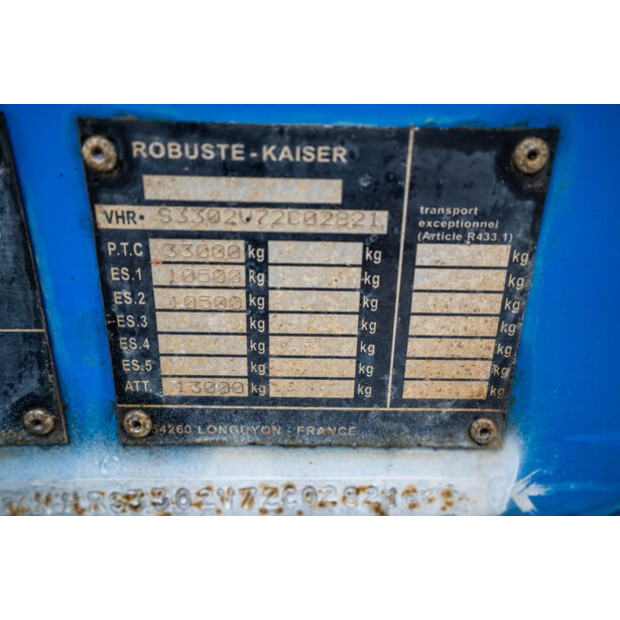 ROBUSTE - KAISER
VHR• S3302V72C02821
transport
exceptionnel
(Article R433.1)
P.T.C 33000 kg kg kg
ES.1 10500 kg kg kg
ES.2 10500 kg kg kg
ES.3 kg kg kg
ES.4 kg kg kg
ES.5 kg kg kg
ATT. 13000 kg kg kg
54260 LONGUYON - FRANCE
S3302V72C02821